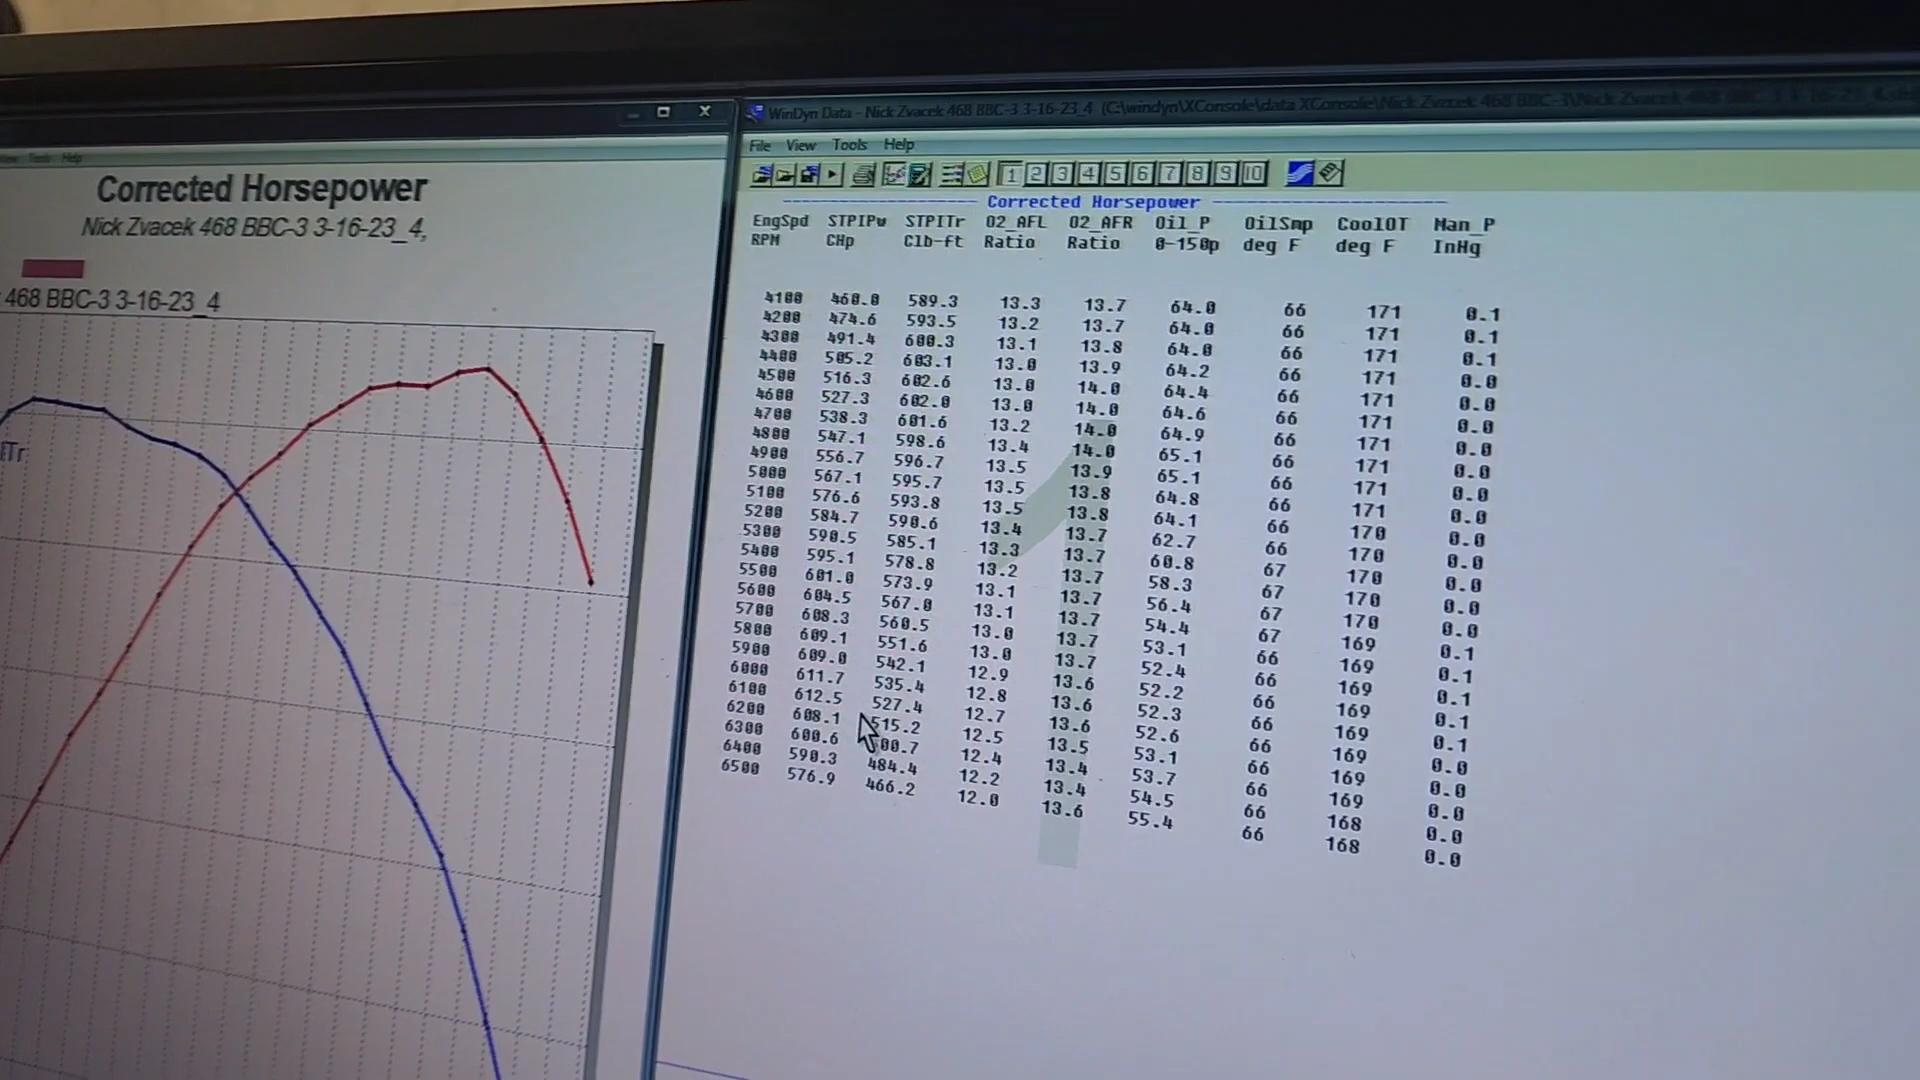 Corrected Horsepower
Nick Zvacek 468 BBC-3 3-16-23_4,
468 BBC-3 3-16-23_4
WinDyn Data - Nick Zvacek 468 BBC-3 3-16-23_4 (C:\windyn\XConsole\data XConsole\Nick Zvacek 468 BBC-3\Nick Zvacek 468 BBC-3 3-16-23_4
File View Tools Help
1 2 3 4 5 6 7 8 9 10
Corrected Horsepower
EngSpd STPIPw STPITr O2_AFL O2_AFR Oil_P OilSmp CoolOT Man_P
RPM CHp Clb-ft Ratio Ratio 0-150p deg F deg F InHg
4100 460.0 589.3 13.3 13.7 64.0 66 171 0.1
4200 474.6 593.5 13.2 13.7 64.0 66 171 0.1
4300 491.4 600.3 13.1 13.8 64.0 66 171 0.1
4400 505.2 603.1 13.0 13.9 64.2 66 171 0.0
4500 516.3 602.6 13.0 14.0 64.4 66 171 0.0
4600 527.3 602.0 13.0 14.0 64.6 66 171 0.0
4700 538.3 601.6 13.2 14.0 64.9 66 171 0.0
4800 547.1 598.6 13.4 14.0 65.1 66 171 0.0
4900 556.7 596.7 13.5 13.9 65.1 66 171 0.0
5000 567.1 595.7 13.5 13.8 64.8 66 171 0.0
5100 576.6 593.8 13.5 13.8 64.1 66 170 0.0
5200 584.7 590.6 13.4 13.7 62.7 66 170 0.0
5300 590.5 585.1 13.3 13.7 60.8 67 170 0.0
5400 595.1 578.8 13.2 13.7 58.3 67 170 0.0
5500 601.0 573.9 13.1 13.7 56.4 67 170 0.0
5600 604.5 567.0 13.1 13.7 54.4 67 169 0.1
5700 608.3 560.5 13.0 13.7 53.1 66 169 0.1
5800 609.1 551.6 13.0 13.7 52.4 66 169 0.1
5900 609.0 542.1 12.9 13.6 52.2 66 169 0.1
6000 611.7 535.4 12.8 13.6 52.3 66 169 0.1
6100 612.5 527.4 12.7 13.6 52.6 66 169 0.0
6200 608.1 515.2 12.5 13.5 53.1 66 169 0.0
6300 600.6 00.7 12.4 13.4 53.7 66 169 0.0
6400 590.3 484.4 12.2 13.4 54.5 66 168 0.0
6500 576.9 466.2 12.0 13.6 55.4 66 168 0.0